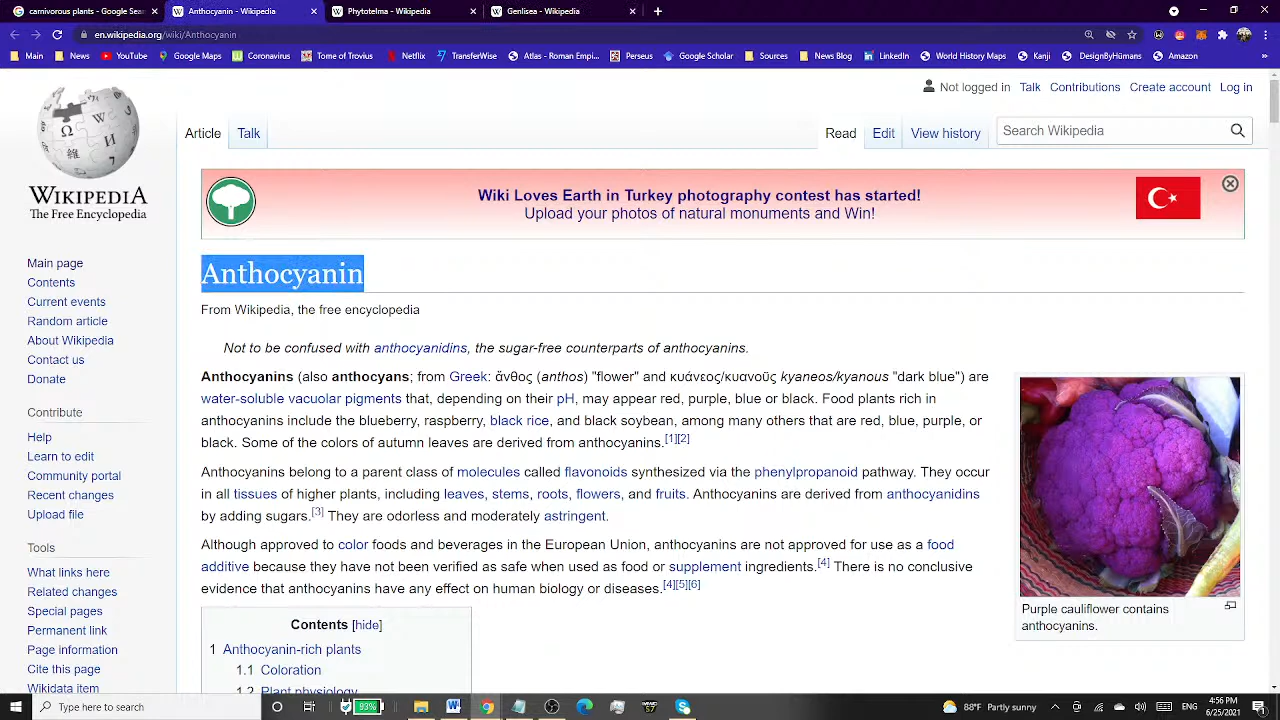 carnivorous plants - Google Sea
Anthocyanin - Wikipedia
Phytotelma - Wikipedia
Genlisea - Wikipedia
en.wikipedia.org/wiki/Anthocyanin
Main
News
YouTube
Google Maps
Coronavirus
Tome of Trovius
Netflix
TransferWise
Atlas - Roman Empi...
Perseus
Google Scholar
Sources
News Blog
LinkedIn
World History Maps
Kanji
DesignByHumans
Amazon
Not logged in Talk Contributions Create account Log in
Article Talk
Read Edit View history
Search Wikipedia
WIKIPEDIA
The Free Encyclopedia
Wiki Loves Earth in Turkey photography contest has started!
Upload your photos of natural monuments and Win!
Main page
Contents
Current events
Random article
About Wikipedia
Contact us
Donate
Contribute
Help
Learn to edit
Community portal
Recent changes
Upload file
Tools
What links here
Related changes
Special pages
Permanent link
Page information
Cite this page
Wikidata item
Anthocyanin
From Wikipedia, the free encyclopedia
Not to be confused with anthocyanidins, the sugar-free counterparts of anthocyanins.
Anthocyanins (also anthocyans; from Greek: ἄνθος (anthos) "flower" and κυάνεος/κυανοῦς kyaneos/kyanous "dark blue") are
water-soluble vacuolar pigments that, depending on their pH, may appear red, purple, blue or black. Food plants rich in
anthocyanins include the blueberry, raspberry, black rice, and black soybean, among many others that are red, blue, purple, or
black. Some of the colors of autumn leaves are derived from anthocyanins.[1][2]
Anthocyanins belong to a parent class of molecules called flavonoids synthesized via the phenylpropanoid pathway. They occur
in all tissues of higher plants, including leaves, stems, roots, flowers, and fruits. Anthocyanins are derived from anthocyanidins
by adding sugars.[3] They are odorless and moderately astringent.
Although approved to color foods and beverages in the European Union, anthocyanins are not approved for use as a food
additive because they have not been verified as safe when used as food or supplement ingredients.[4] There is no conclusive
evidence that anthocyanins have any effect on human biology or diseases.[4][5][6]
Purple cauliflower contains
anthocyanins.
Contents [hide]
1 Anthocyanin-rich plants
1.1 Coloration
1.2 Plant physiology
Type here to search
93%
88°F Partly sunny
4:56 PM
6/25/2021